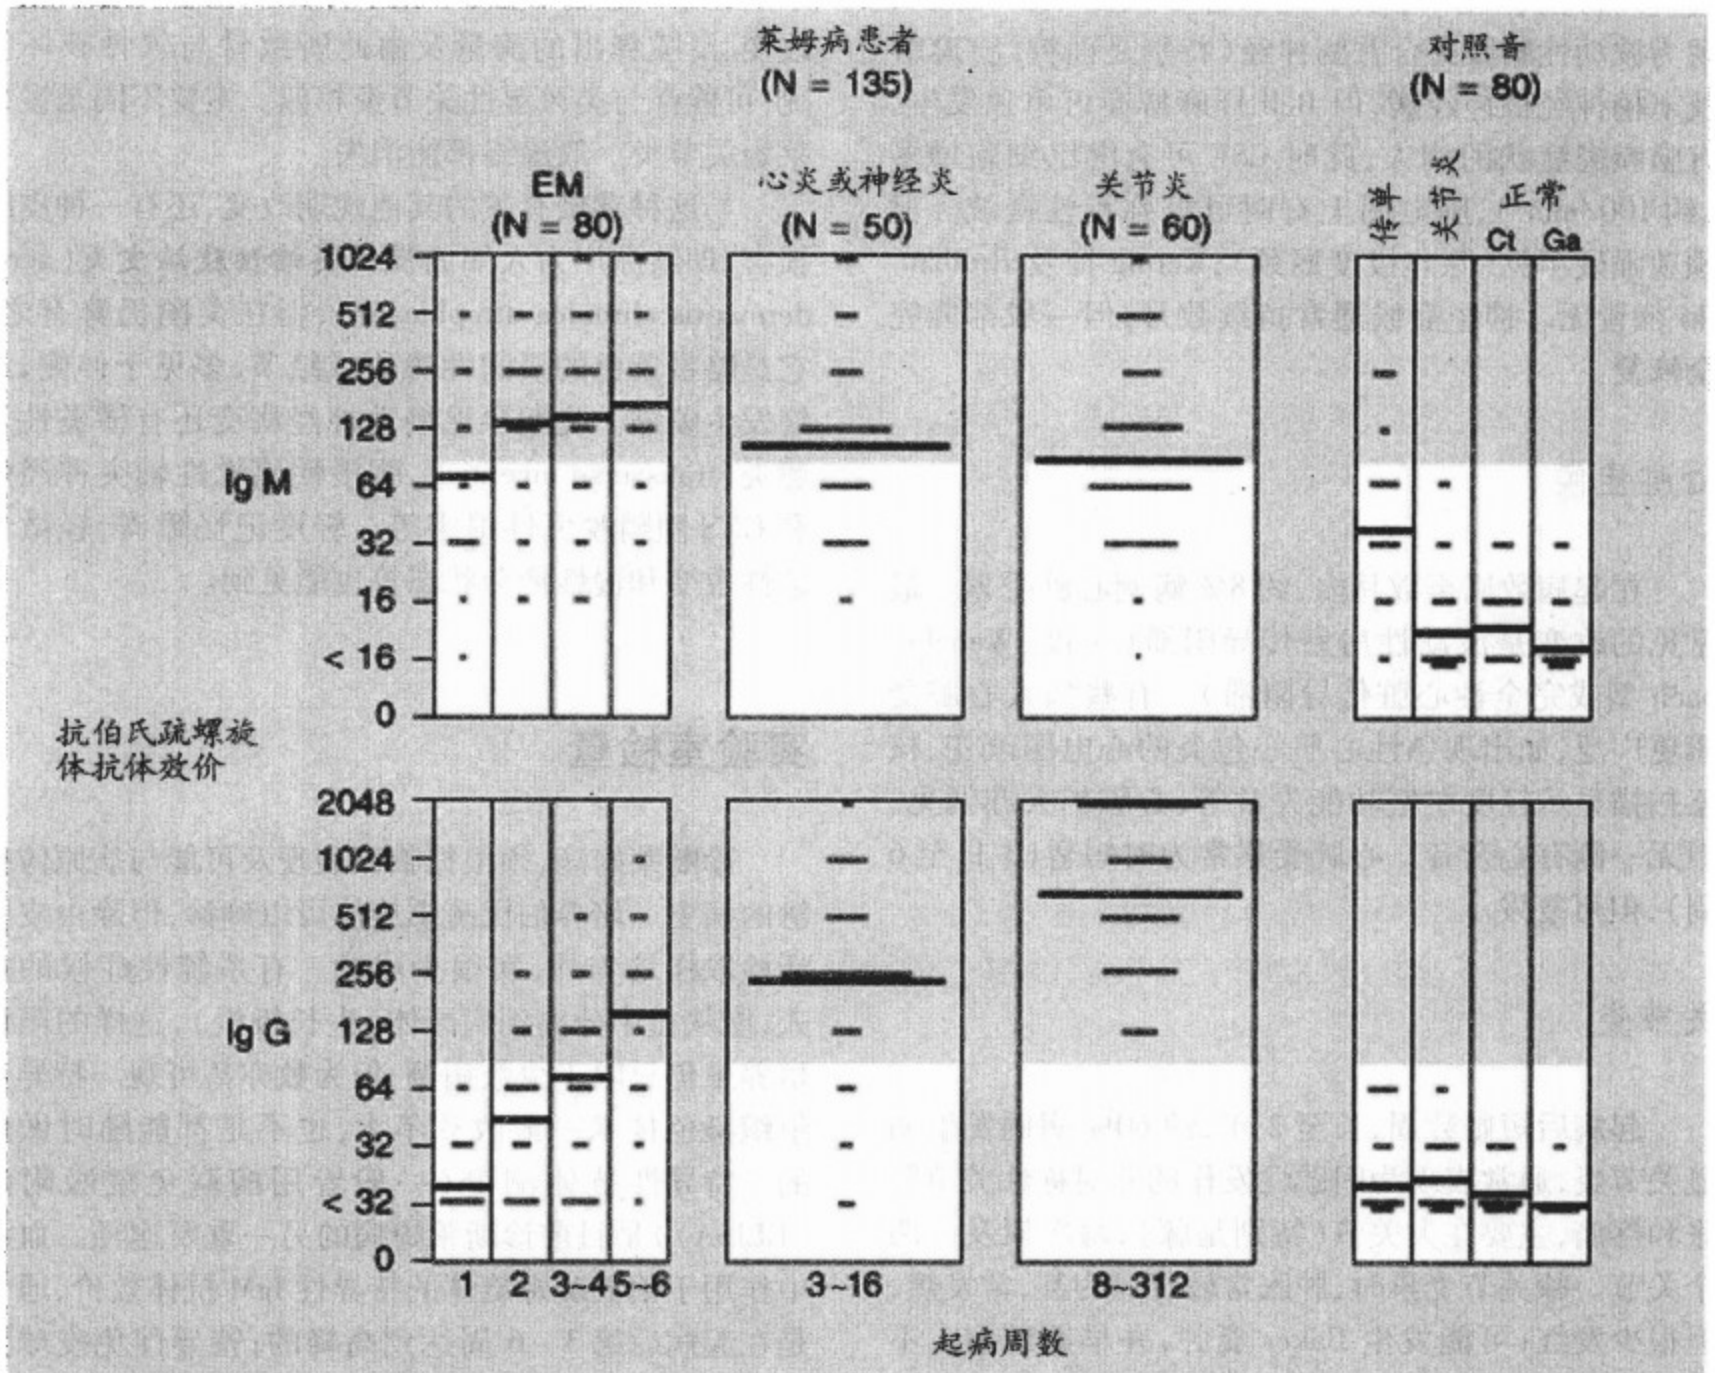 莱姆病患者
(N = 135)
对照音
(N = 80)
EM
(N = 80)
心炎或神经炎
(N = 50)
关节炎
(N = 60)
传单
关节炎
正常
Ct
Ga
1024
512
256
128
Ig M
64
32
16
< 16
0
抗伯氏疏螺旋
体抗体效价
2048
1024
512
256
Ig G
128
64
32
< 32
0
1
2
3~4
5~6
3~16
8~312
起病周数